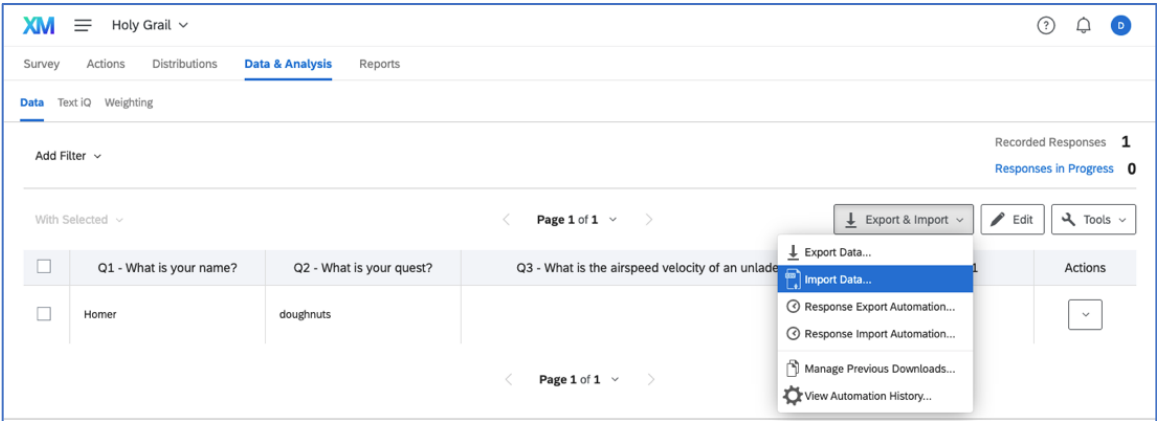 XM Holy Grail ? D
Survey Actions Distributions Data & Analysis Reports
Data Text iQ Weighting
Recorded Responses 1
Add Filter
Responses in Progress 0
With Selected Page 1 of 1 Export & Import Edit Tools
Export Data...
Q1 - What is your name? Q2 - What is your quest? Q3 - What is the airspeed velocity of an unlade 1 Actions
Import Data...
Response Export Automation...
Homer doughnuts
Response Import Automation...
Manage Previous Downloads...
Page 1 of 1
View Automation History...